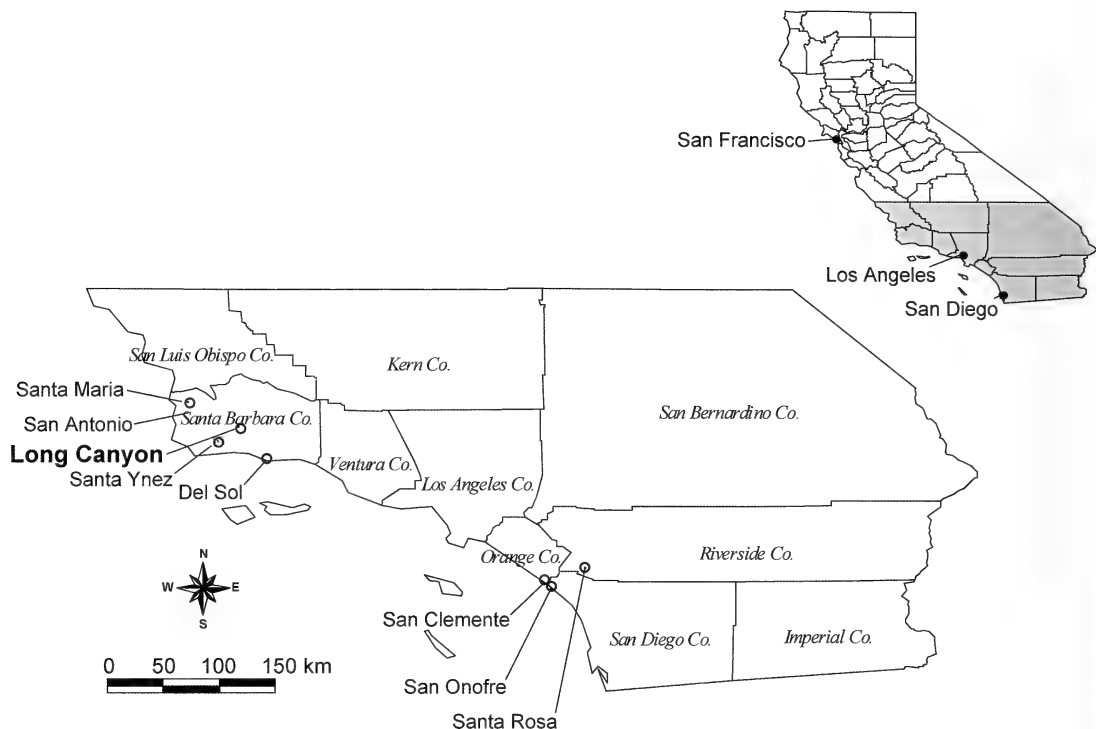 San Francisco
Los Angeles
San Diego
San Luis Obispo Co.
Kern Co.
Santa Maria
San Antonio
Santa Barbara Co.
San Bernardino Co.
Long Canyon
Santa Ynez
Ventura Co.
Del Sol
Los Angeles Co.
Orange Co.
Riverside Co.
N
W E
S
San Clemente
San Diego Co.
Imperial Co.
0 50 100 150 km
San Onofre
Santa Rosa